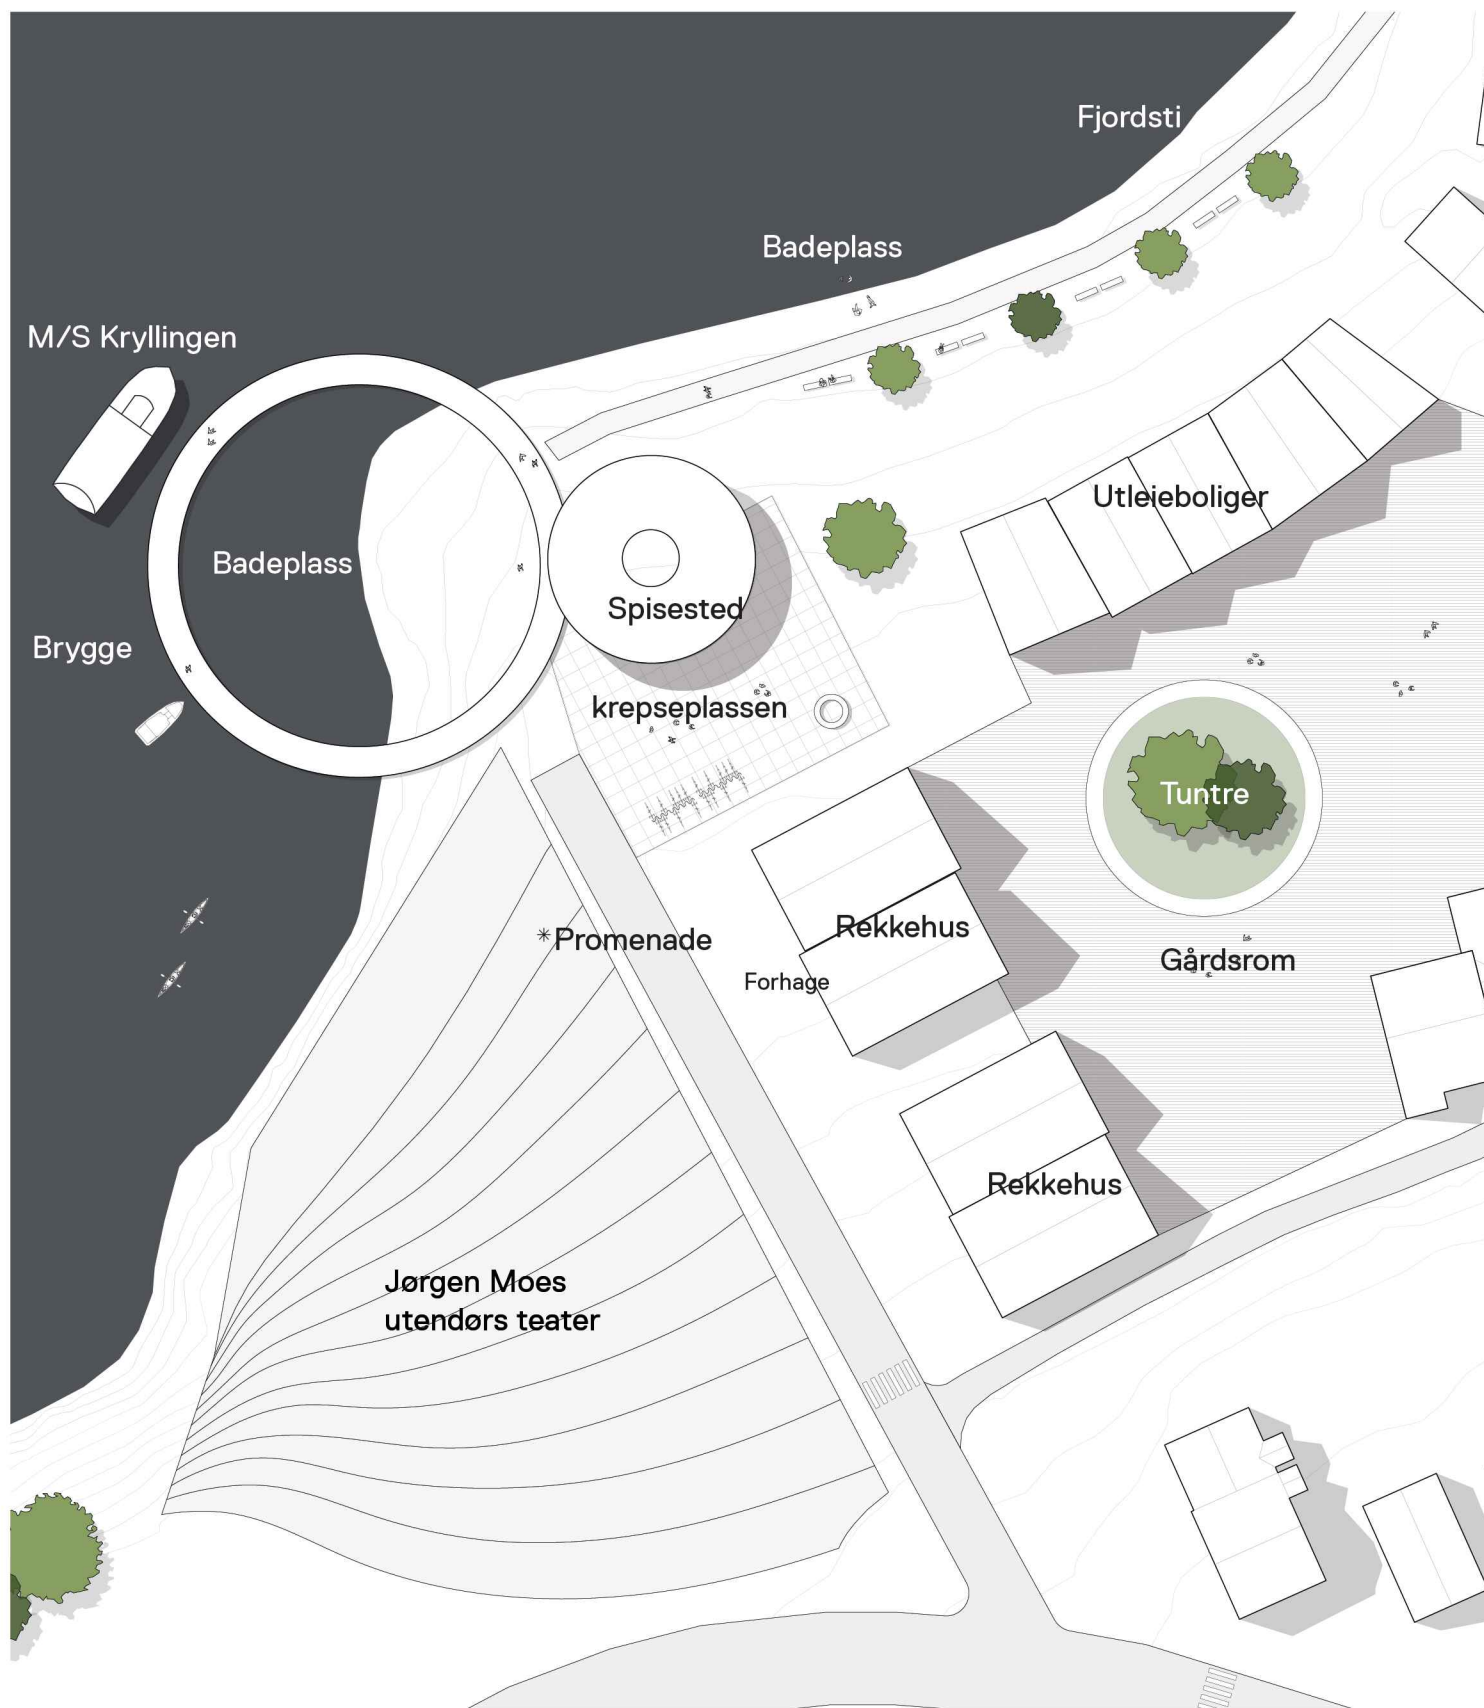 Fjordsti
Badeplass
M/S Kryllingen
Utleieboliger
Badeplass
Spisested
Brygge
krepseplassen
Tuntre
Rekkehus
*Promenade
Gårdsrom
Forhage
Rekkehus
Jørgen Moes
utendørs teater